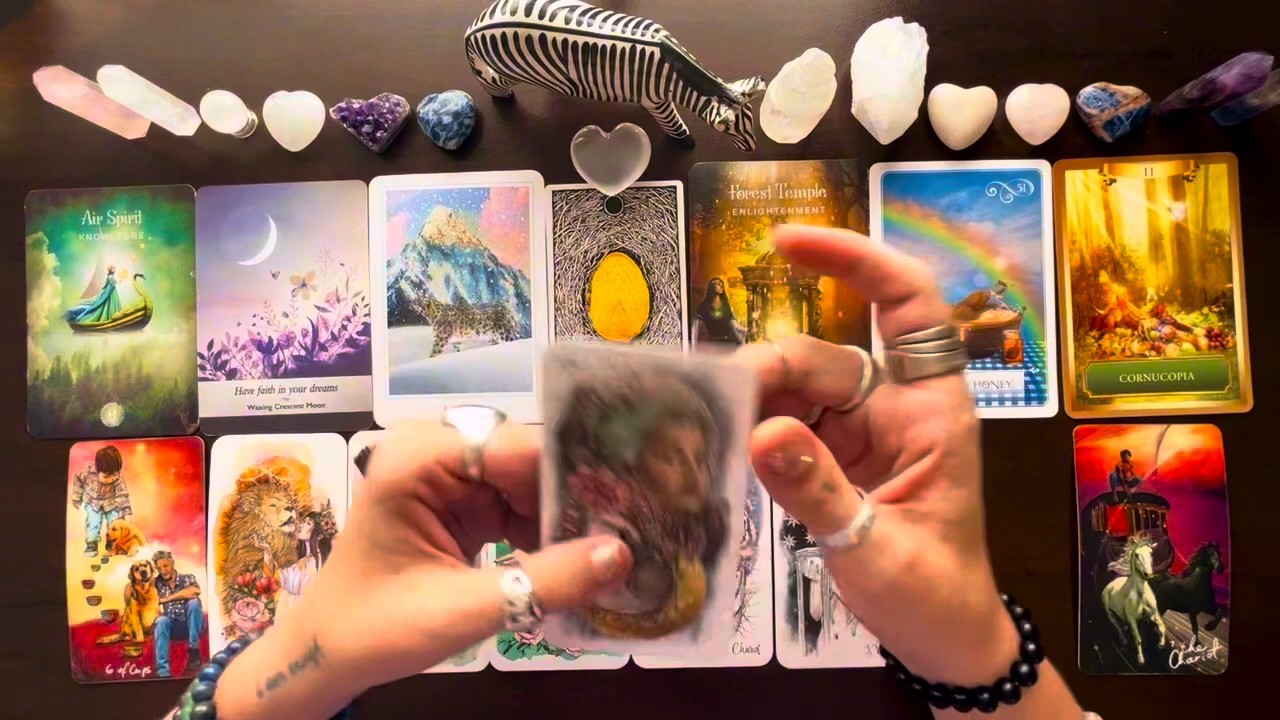 Air Spirit
KNOWLEDGE
Have faith in your dreams
Waxing Crescent Moon
Forest Temple
ENLIGHTENMENT
51
HONEY
II
CORNUCOPIA
6 of Cups
Chariot
The
Chariot